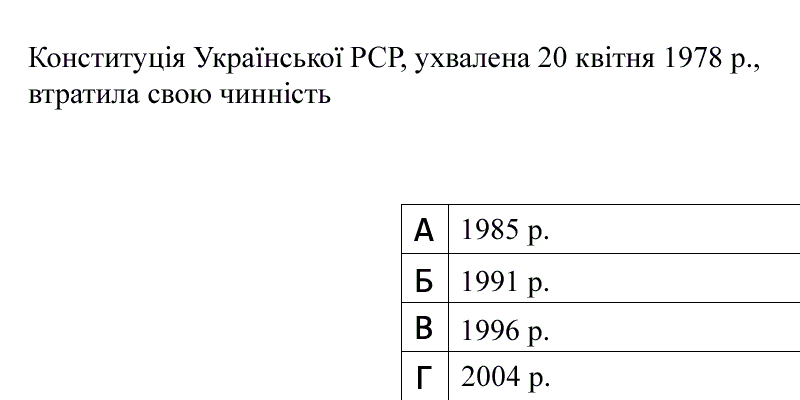 Конституція Української РСР, ухвалена 20 квітня 1978 р.,
втратила свою чинність
А 1985 р.
Б 1991 р.
В 1996 р.
Г 2004 р.